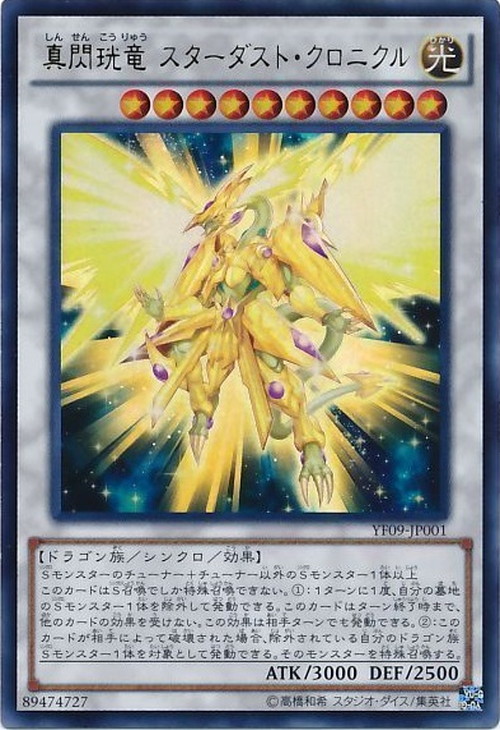 しん せん こう りゅう ひかり
真閃珖竜 スターダスト・クロニクル 光
YF09-JP001
【ドラゴン族／シンクロ／効果】
Sモンスターのチューナー＋チューナー以外のSモンスター1体以上
このカードはS召喚でしか特殊召喚できない。①：1ターンに1度、自分の墓地
のSモンスター1体を除外して発動できる。このカードはターン終了時まで、
他のカードの効果を受けない。この効果は相手ターンでも発動できる。②：この
カードが相手によって破壊された場合、除外されている自分のドラゴン族
Sモンスター1体を対象として発動できる。そのモンスターを特殊召喚する。
ATK/3000 DEF/2500
89474727 ©高橋和希 スタジオ・ダイス/集英社